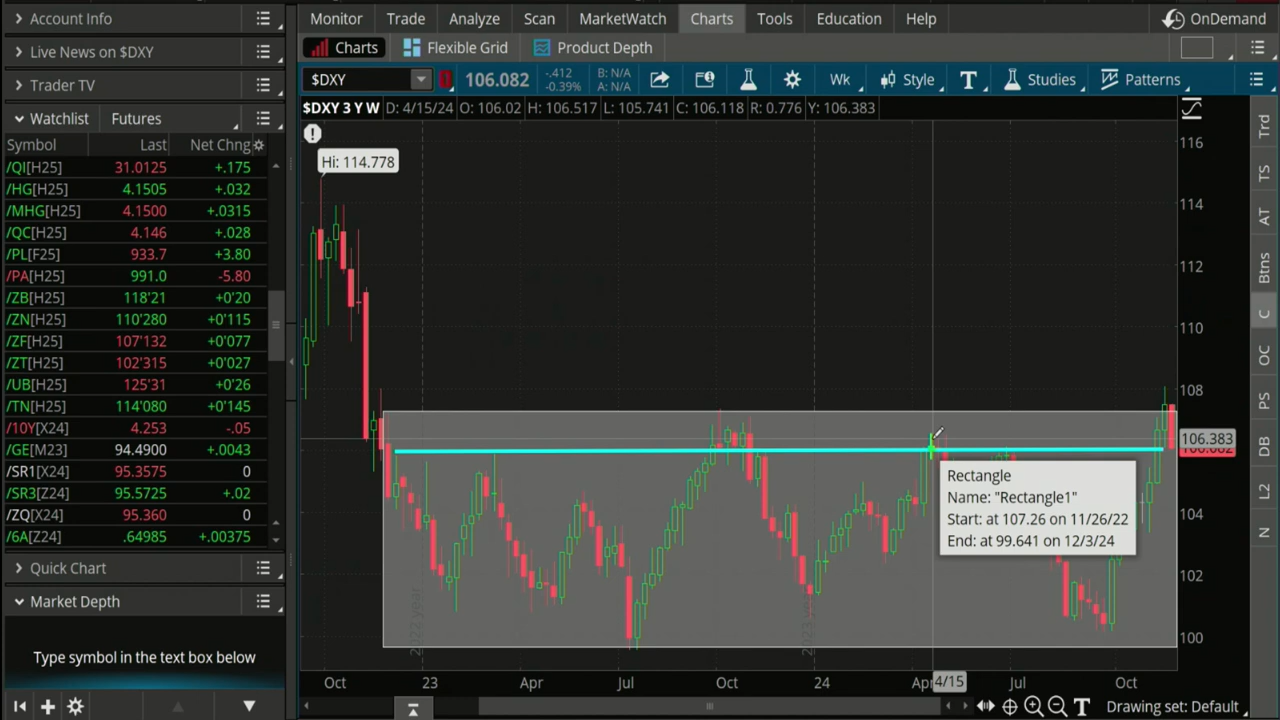 Account Info
Live News on $DXY
Trader TV
Watchlist Futures
Symbol Last Net Chng
/QI[H25] 31.0125 +.175
/HG[H25] 4.1505 +.032
/MHG[H25] 4.1500 +.0315
/QC[H25] 4.146 +.028
/PL[F25] 933.7 +3.80
/PA[H25] 991.0 -5.80
/ZB[H25] 118'21 +0'20
/ZN[H25] 110'280 +0'115
/ZF[H25] 107'132 +0'077
/ZT[H25] 102'315 +0'027
/UB[H25] 125'31 +0'26
/TN[H25] 114'080 +0'145
/10Y[X24] 4.253 -.05
/GE[M23] 94.4900 +.0043
/SR1[X24] 95.3575 0
/SR3[Z24] 95.5725 +.02
/ZQ[X24] 95.360 0
/6A[Z24] .64985 +.00375
Quick Chart
Market Depth
Type symbol in the text box below
Monitor Trade Analyze Scan MarketWatch Charts Tools Education Help OnDemand
Charts Flexible Grid Product Depth
$DXY 106.082 -.412 -0.39% B: N/A A: N/A Wk Style Studies Patterns
$DXY 3 Y W D: 4/15/24 O: 106.02 H: 106.517 L: 105.741 C: 106.118 R: 0.776 Y: 106.383
Hi: 114.778
116
114
112
110
108
106.383
104
102
100
Rectangle
Name: "Rectangle1"
Start: at 107.26 on 11/26/22
End: at 99.641 on 12/3/24
2022 year
2023 year
Oct 23 Apr Jul Oct 24 Apr 4/15 Jul Oct
Drawing set: Default
Trd
TS
AT
Btns
C
OC
PS
DB
L2
N